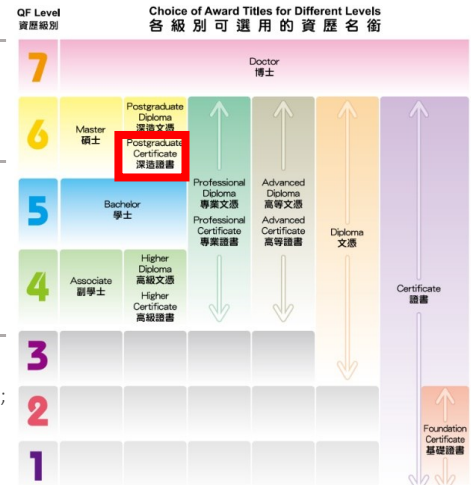 QF Level
資歷級別
Choice of Award Titles for Different Levels
各級別可選用的資歷名銜
7
Doctor
博士
6
Master
碩士
Postgraduate
Diploma
深造文憑
Postgraduate
Certificate
深造證書
5
Bachelor
學士
Professional
Diploma
專業文憑
Professional
Certificate
專業證書
Advanced
Diploma
高等文憑
Advanced
Certificate
高等證書
Diploma
文憑
Certificate
證書
4
Associate
副學士
Higher
Diploma
高級文憑
Higher
Certificate
高級證書
3
;
2
Foundation
Certificate
基礎證書
1